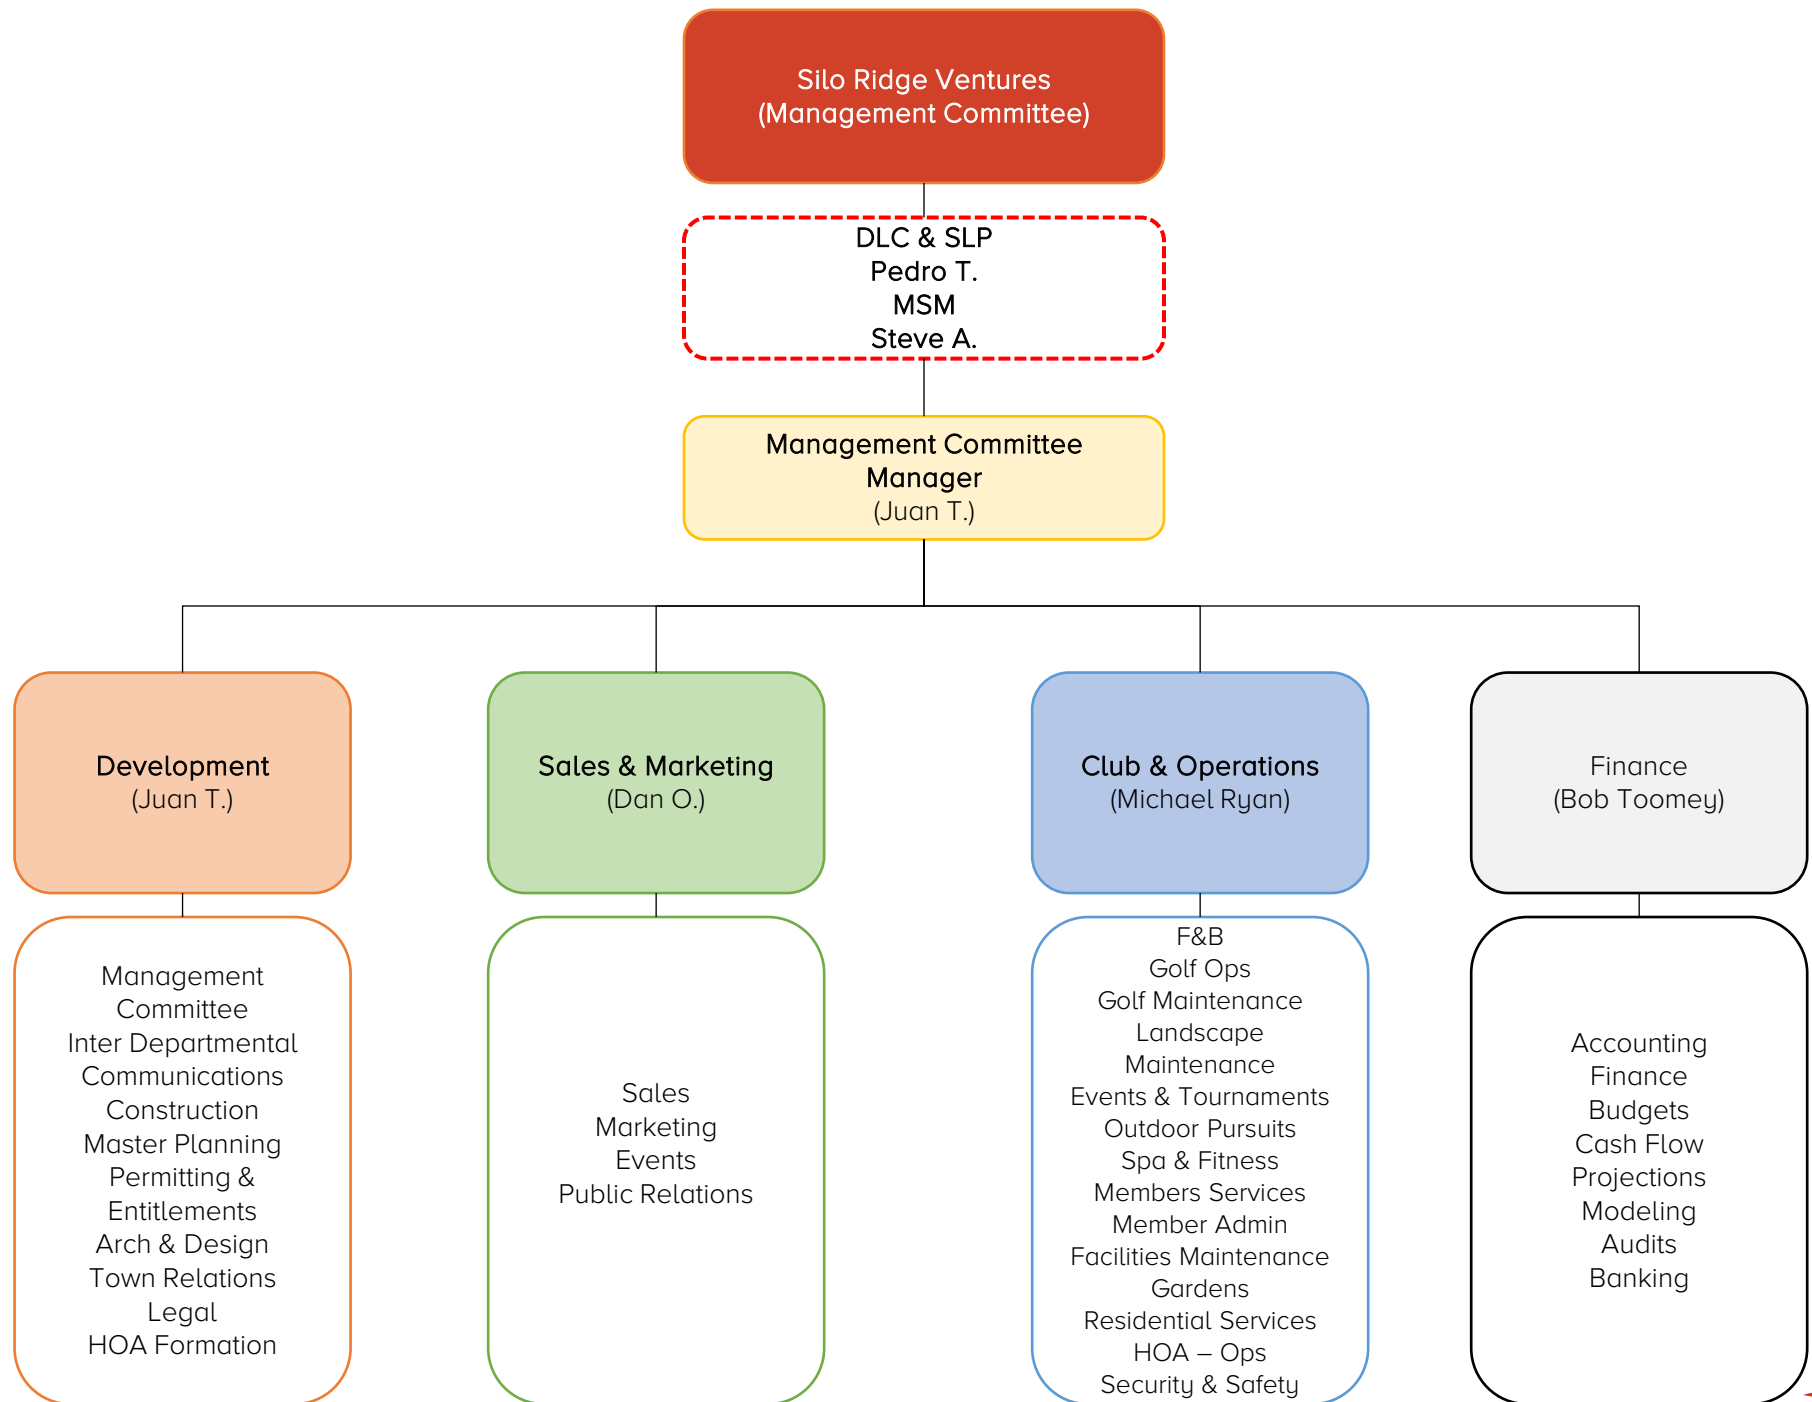 Silo Ridge Ventures
(Management Committee)
DLC & SLP
Pedro T.
MSM
Steve A.
Management Committee
Manager
(Juan T.)
Development
(Juan T.)
Sales & Marketing
(Dan O.)
Club & Operations
(Michael Ryan)
Finance
(Bob Toomey)
Management
Committee
Inter Departmental
Communications
Construction
Master Planning
Permitting &
Entitlements
Arch & Design
Town Relations
Legal
HOA Formation
Sales
Marketing
Events
Public Relations
F&B
Golf Ops
Golf Maintenance
Landscape
Maintenance
Events & Tournaments
Outdoor Pursuits
Spa & Fitness
Members Services
Member Admin
Facilities Maintenance
Gardens
Residential Services
HOA – Ops
Security & Safety
Accounting
Finance
Budgets
Cash Flow
Projections
Modeling
Audits
Banking